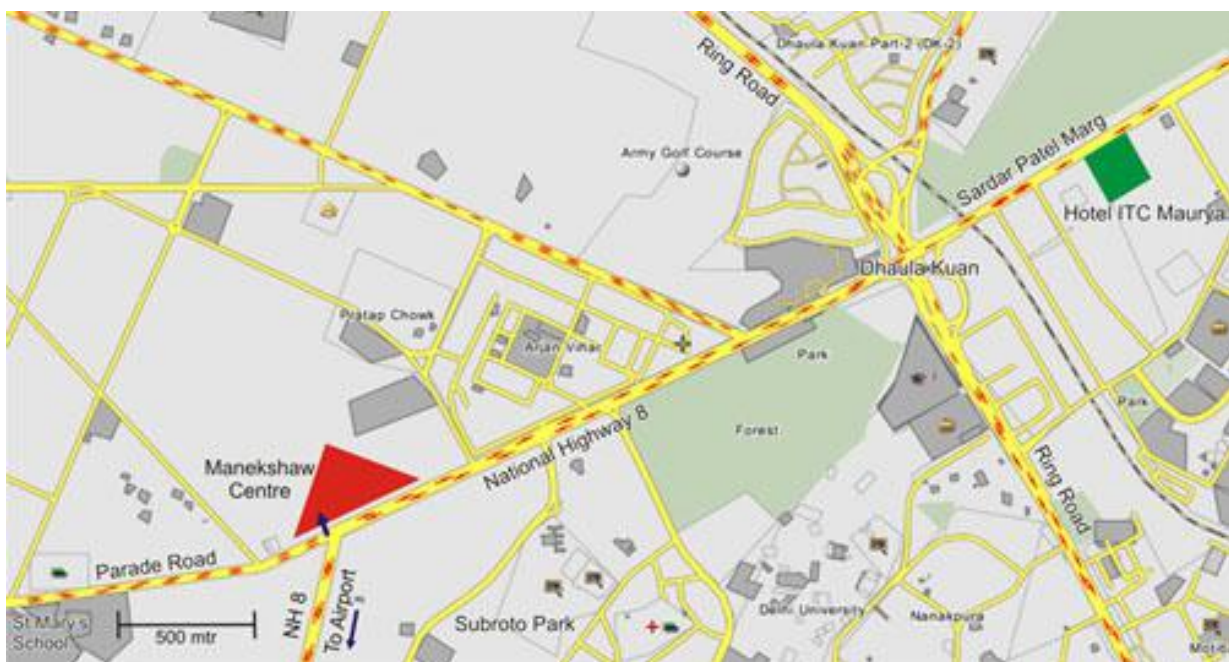 Dhaula Kuan Part-2 (DK-2)
Ring Road
Army Golf Course
Sardar Patel Marg
Hotel ITC Maurya
Dhaula Kuan
Pratap Chowk
Arjan Vihar
Park
Park
National Highway 8
Forest
Manekshaw
Centre
Ring Road
Parade Road
NH 8
To Airport
St Mary's
School
500 mtr
Subroto Park
Delhi University
Nanakpura